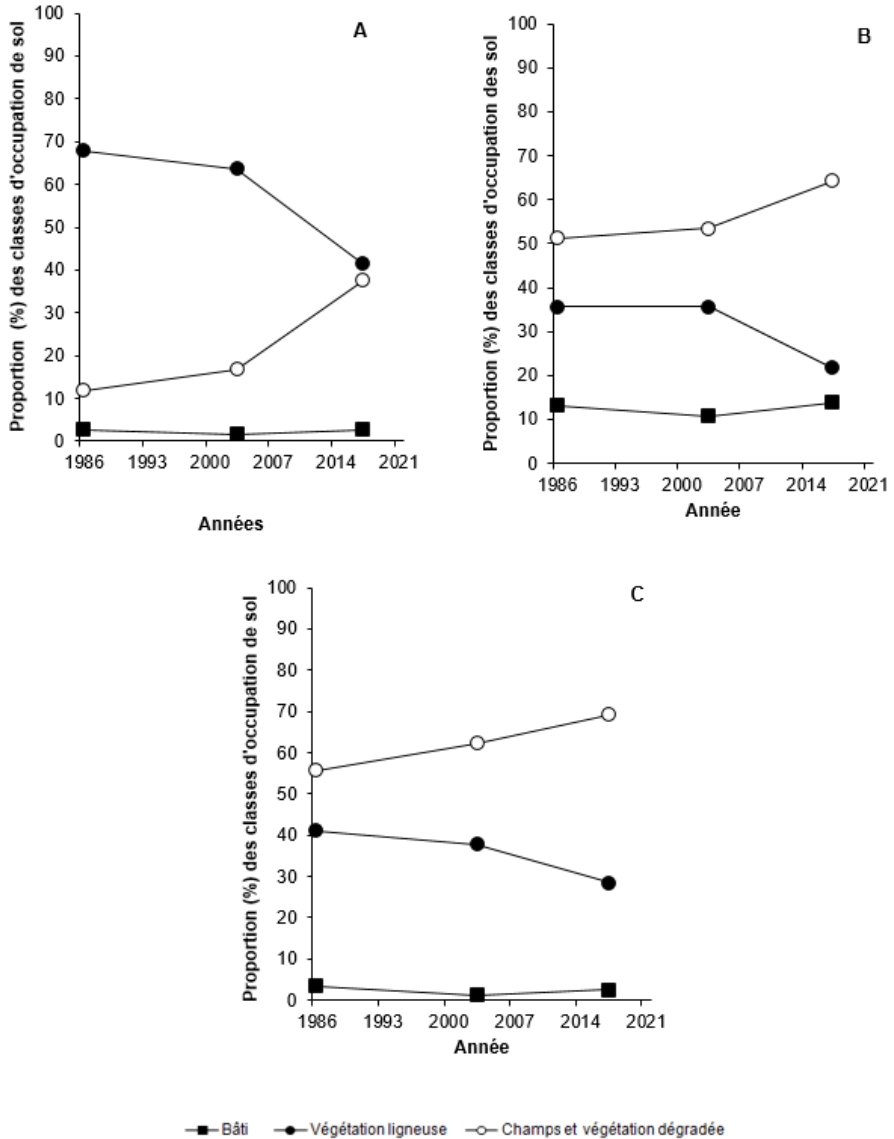 A
Proportion (%) des classes d'occupation de sol
100
90
80
70
60
50
40
30
20
10
0
1986 1993 2000 2007 2014 2021
Années
B
Proportion (%) des classes d'occupation des sol
100
90
80
70
60
50
40
30
20
10
0
1986 1993 2000 2007 2014 2021
Année
C
Proportion (%) des classes d'occupation de sol
100
90
80
70
60
50
40
30
20
10
0
1986 1993 2000 2007 2014 2021
Année
Bâti Végétation ligneuse Champs et végétation dégradée